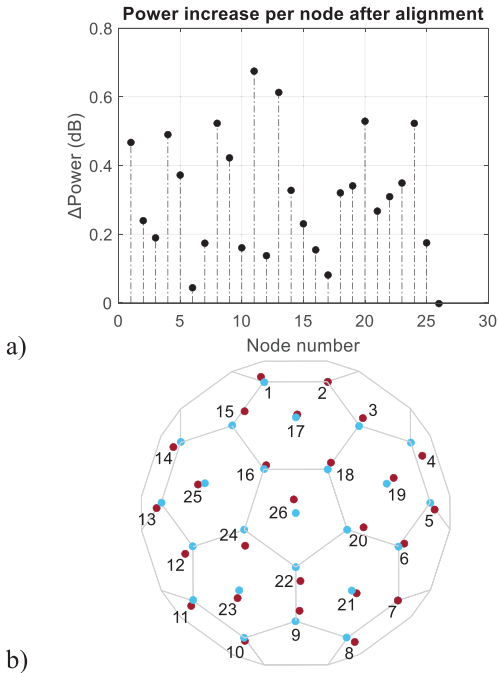 Power increase per node after alignment
0.8
0.6
0.4
0.2
0
ΔPower (dB)
0 5 10 15 20 25 30
Node number
a)
1 2
15 17 3
14 16 18 4
25 26 19
13 5
24 20
12 6
22
23 21
11 7
9
10 8
b)